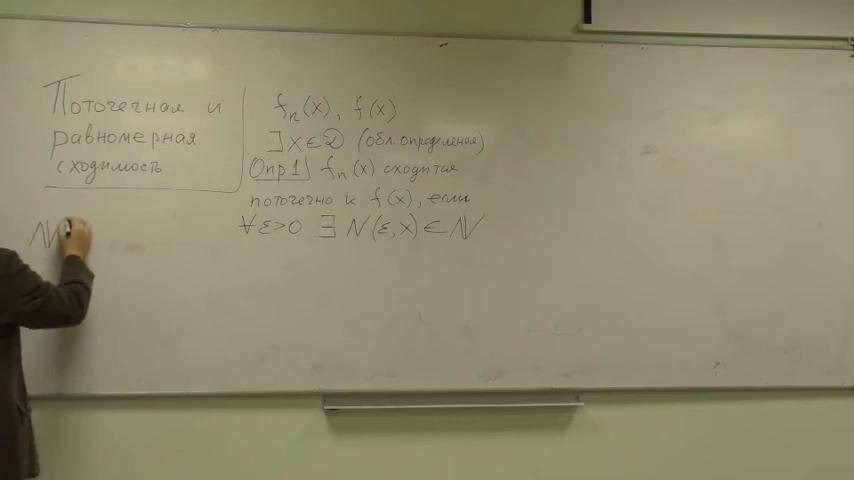 Поточечная и
равномерная
сходимость
fₙ(x), f(x)
∃ x ∈ D (обл. определения)
Опр 1) fₙ(x) сходится
поточечно к f(x), если
∀ε>0 ∃ N(ε,x) ∈ ℕ
ℕ